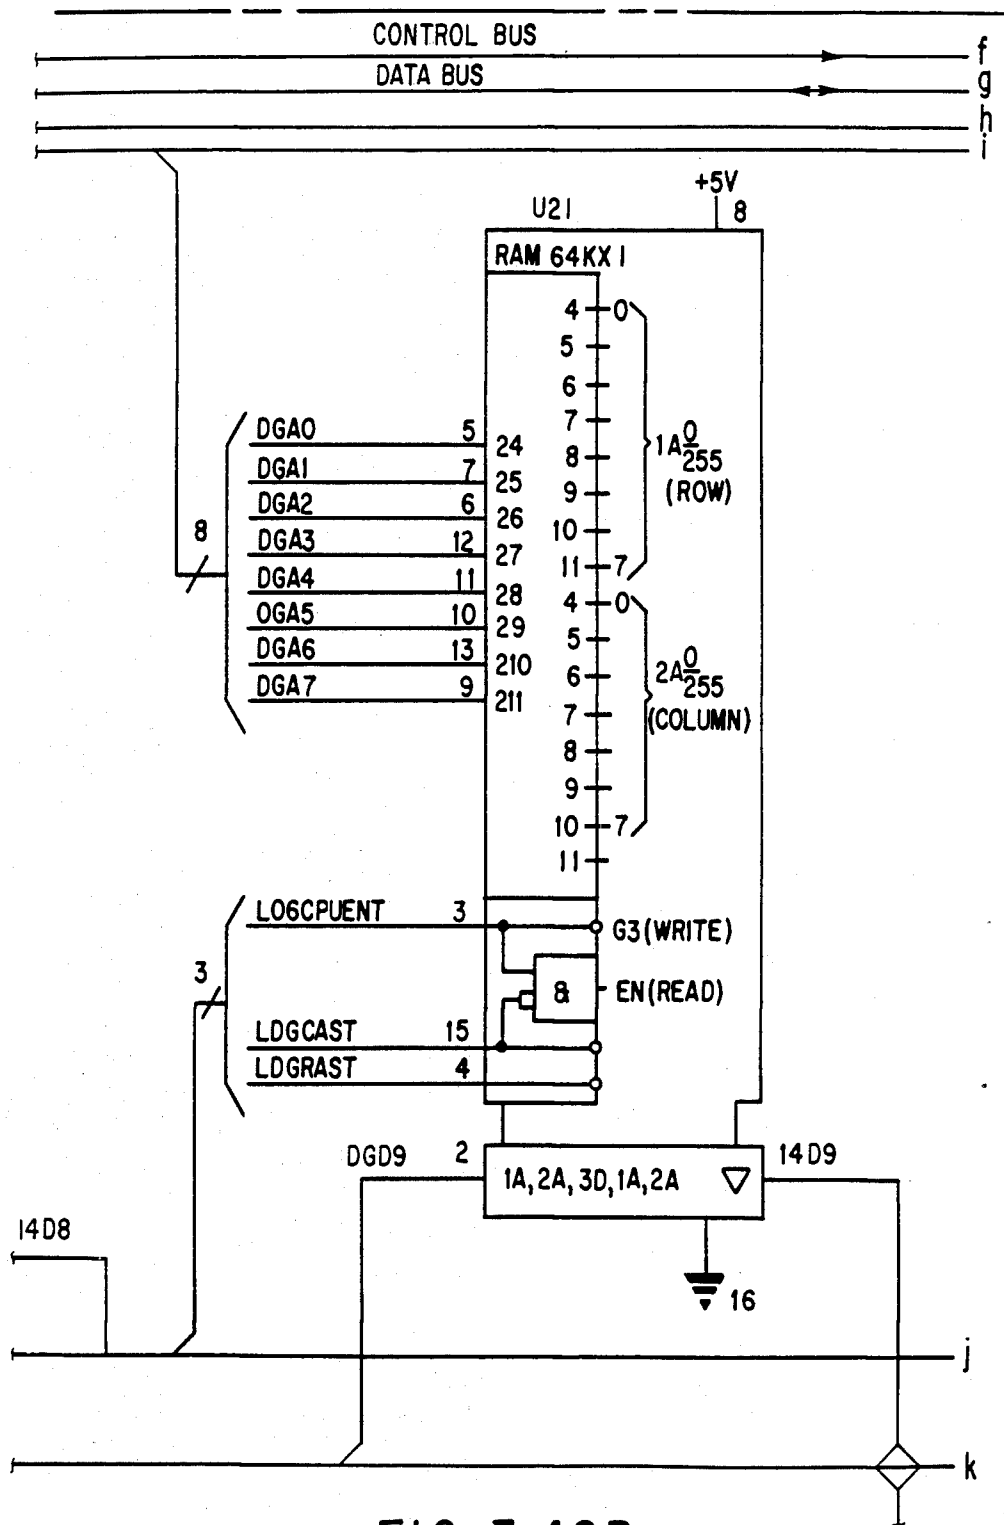 CONTROL BUS
f
DATA BUS
g
h
i
+5V
U21
8
RAM 64KX1
4
0
5
6
7
8
9
10
11
7
1A 0/255
(ROW)
8
DGA0
5
24
DGA1
7
25
DGA2
6
26
DGA3
12
27
DGA4
11
28
OGA5
10
29
DGA6
13
210
DGA7
9
211
4
0
5
6
7
8
9
10
7
11
2A 0/255
(COLUMN)
3
LO6CPUENT
3
G3(WRITE)
&
EN(READ)
LDGCAST
15
LDGRAST
4
DGD9
2
1A, 2A, 3D, 1A, 2A
14D9
14D8
16
j
k